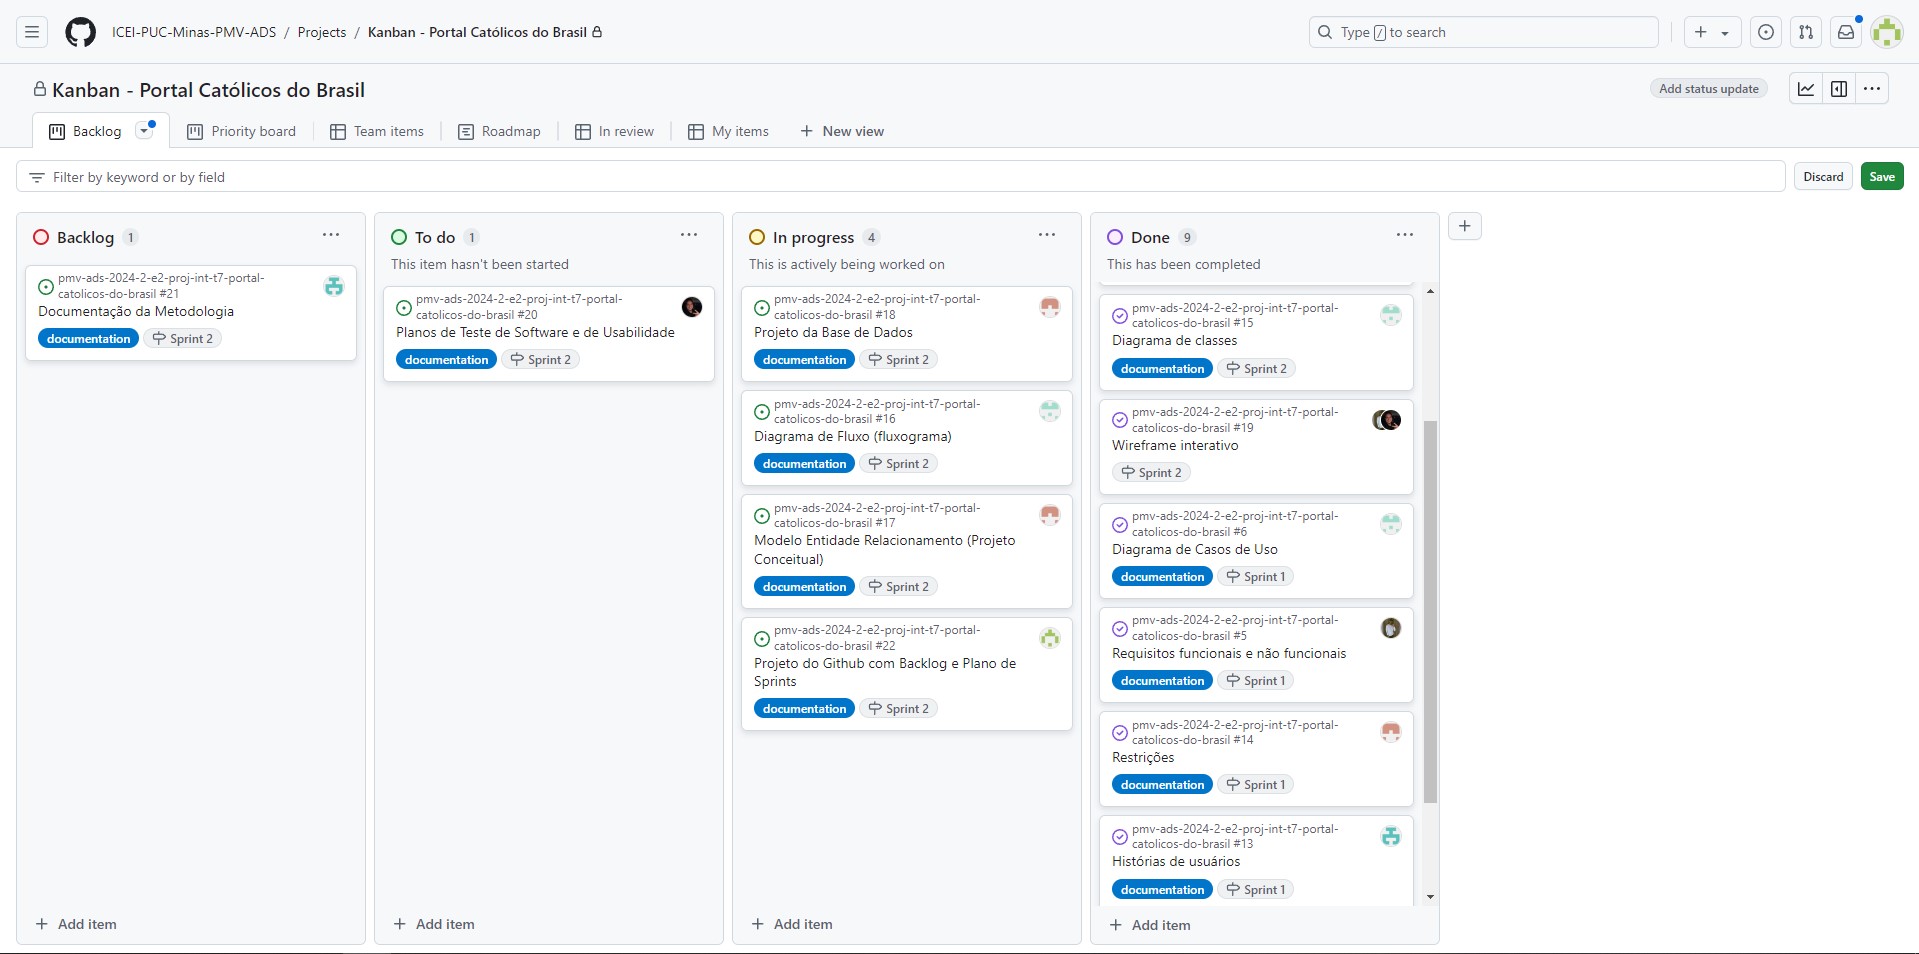 ICEI-PUC-Minas-PMV-ADS / Projects / Kanban - Portal Católicos do Brasil
Type / to search
Kanban - Portal Católicos do Brasil
Add status update
Backlog
Priority board
Team items
Roadmap
In review
My items
New view
Filter by keyword or by field
Discard
Save
Backlog 1
pmv-ads-2024-2-e2-proj-int-t7-portal-
catolicos-do-brasil #21
Documentação da Metodologia
documentation
Sprint 2
Add item
To do 1
This item hasn't been started
pmv-ads-2024-2-e2-proj-int-t7-portal-
catolicos-do-brasil #20
Planos de Teste de Software e de Usabilidade
documentation
Sprint 2
Add item
In progress 4
This is actively being worked on
pmv-ads-2024-2-e2-proj-int-t7-portal-
catolicos-do-brasil #18
Projeto da Base de Dados
documentation
Sprint 2
pmv-ads-2024-2-e2-proj-int-t7-portal-
catolicos-do-brasil #16
Diagrama de Fluxo (fluxograma)
documentation
Sprint 2
pmv-ads-2024-2-e2-proj-int-t7-portal-
catolicos-do-brasil #17
Modelo Entidade Relacionamento (Projeto
Conceitual)
documentation
Sprint 2
pmv-ads-2024-2-e2-proj-int-t7-portal-
catolicos-do-brasil #22
Projeto do Github com Backlog e Plano de
Sprints
documentation
Sprint 2
Add item
Done 9
This has been completed
pmv-ads-2024-2-e2-proj-int-t7-portal-
catolicos-do-brasil #15
Diagrama de classes
documentation
Sprint 2
pmv-ads-2024-2-e2-proj-int-t7-portal-
catolicos-do-brasil #19
Wireframe interativo
Sprint 2
pmv-ads-2024-2-e2-proj-int-t7-portal-
catolicos-do-brasil #6
Diagrama de Casos de Uso
documentation
Sprint 1
pmv-ads-2024-2-e2-proj-int-t7-portal-
catolicos-do-brasil #5
Requisitos funcionais e não funcionais
documentation
Sprint 1
pmv-ads-2024-2-e2-proj-int-t7-portal-
catolicos-do-brasil #14
Restrições
documentation
Sprint 1
pmv-ads-2024-2-e2-proj-int-t7-portal-
catolicos-do-brasil #13
Histórias de usuários
documentation
Sprint 1
Add item